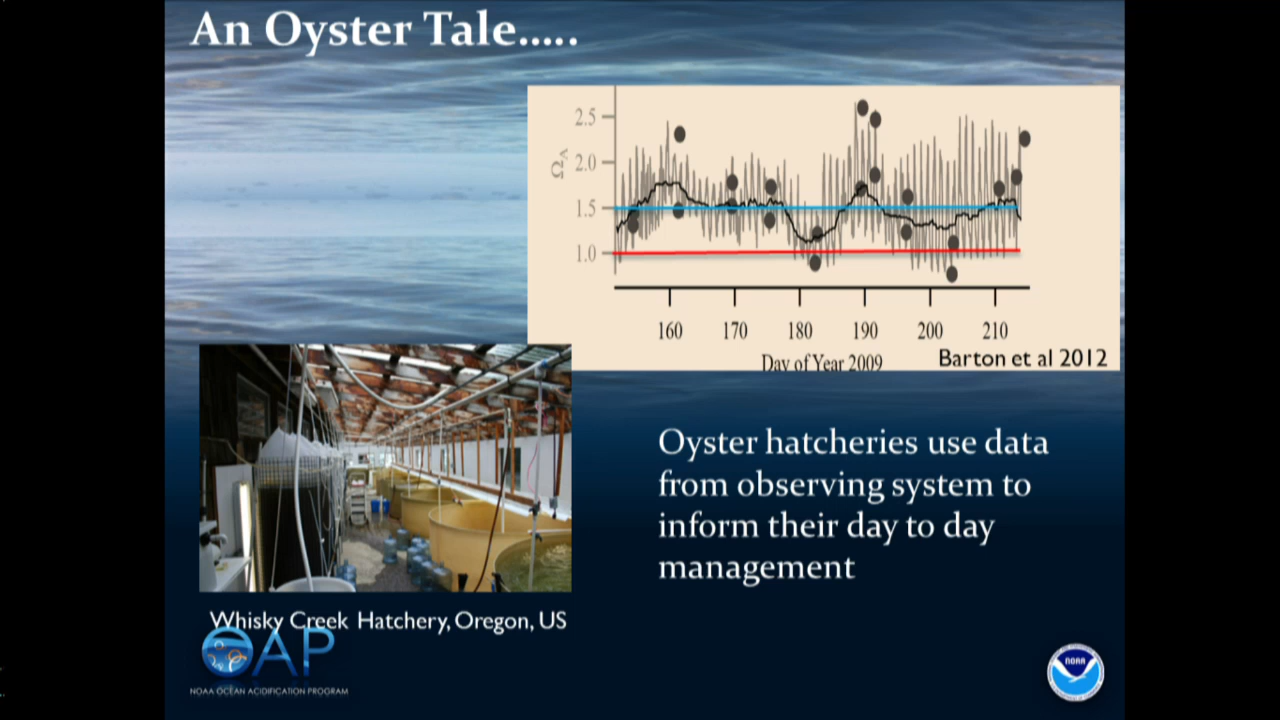 An Oyster Tale.....
2.5
2.0
1.5
1.0
160 170 180 190 200 210
Day of Year 2009
Barton et al 2012
Oyster hatcheries use data
from observing system to
inform their day to day
management
Whisky Creek Hatchery, Oregon, US
OAP
NOAA OCEAN ACIDIFICATION PROGRAM
NOAA